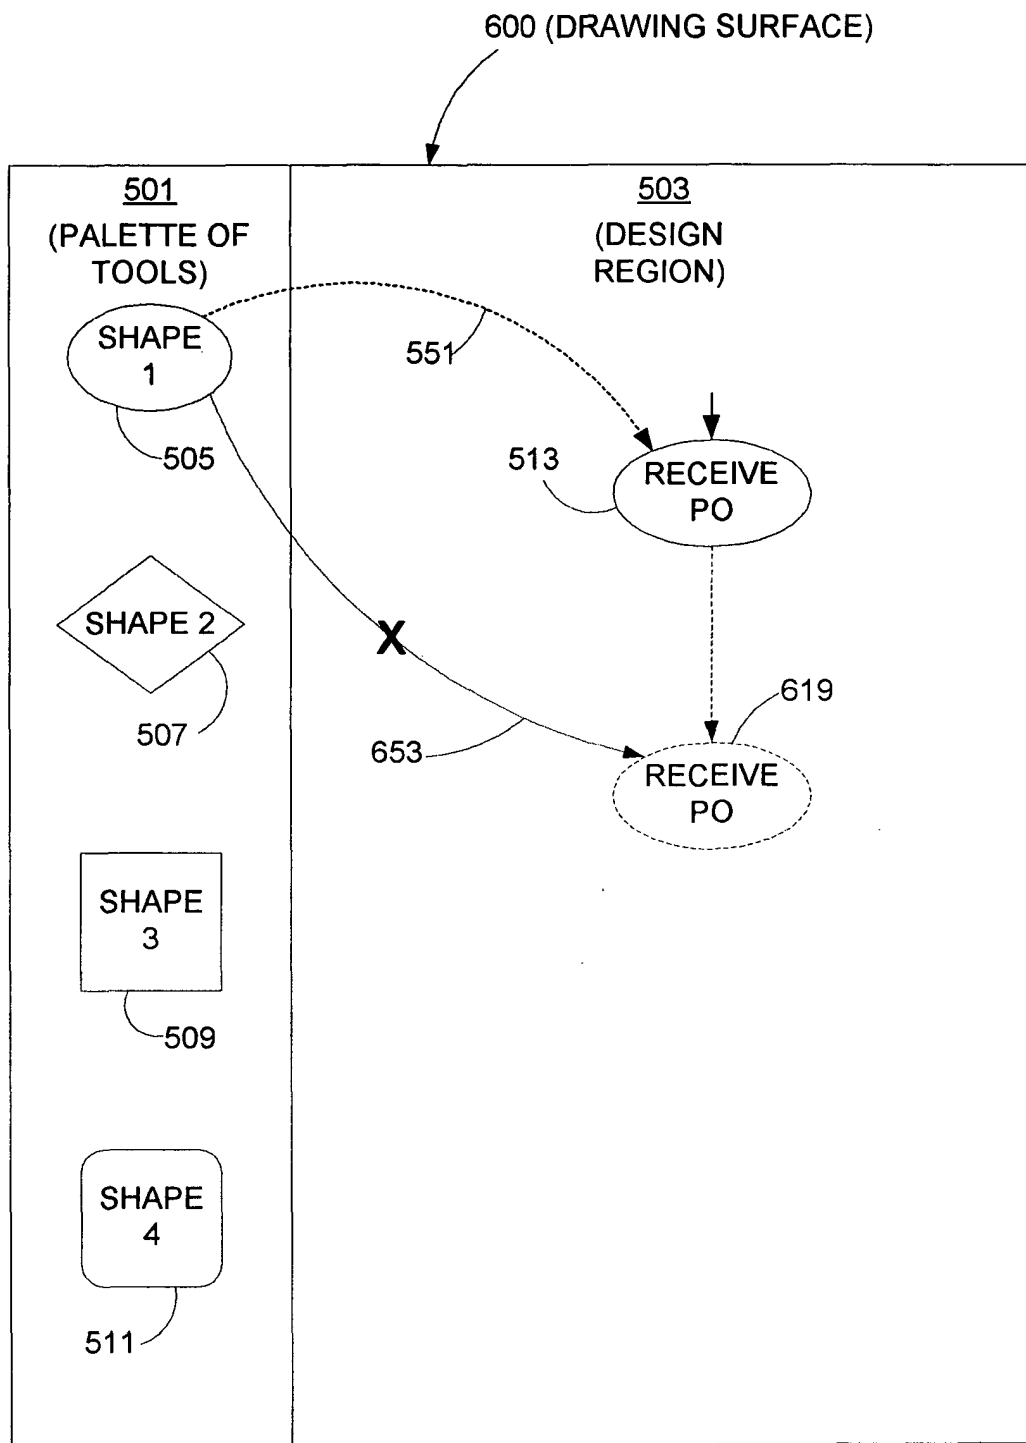 600 (DRAWING SURFACE)
501
(PALETTE OF
TOOLS)
503
(DESIGN
REGION)
SHAPE
1
505
551
513
RECEIVE
PO
SHAPE 2
507
X
653
619
RECEIVE
PO
SHAPE
3
509
SHAPE
4
511